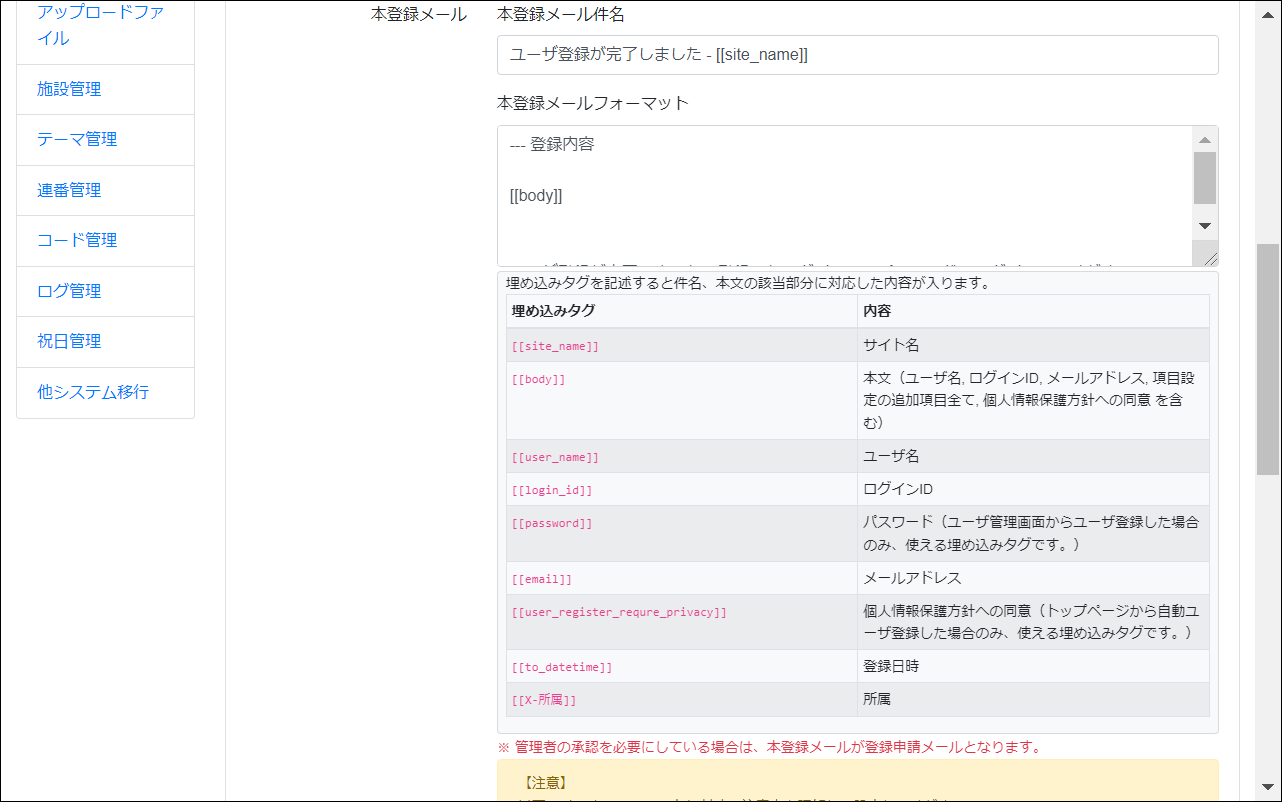 アップロードファ
イル
施設管理
テーマ管理
連番管理
コード管理
ログ管理
祝日管理
他システム移行
本登録メール
本登録メール件名
ユーザ登録が完了しました - [[site_name]]
本登録メールフォーマット
--- 登録内容
[[body]]
埋め込みタグを記述すると件名、本文の該当部分に対応した内容が入ります。
埋め込みタグ 内容
[[site_name]] サイト名
[[body]] 本文（ユーザ名, ログインID, メールアドレス, 項目設
定の追加項目全て, 個人情報保護方針への同意 を含
む）
[[user_name]] ユーザ名
[[login_id]] ログインID
[[password]] パスワード（ユーザ管理画面からユーザ登録した場合
のみ、使える埋め込みタグです。）
[[email]] メールアドレス
[[user_register_requre_privacy]] 個人情報保護方針への同意（トップページから自動ユ
ーザ登録した場合のみ、使える埋め込みタグです。）
[[to_datetime]] 登録日時
[[X-所属]] 所属
※ 管理者の承認を必要にしている場合は、本登録メールが登録申請メールとなります。
【注意】